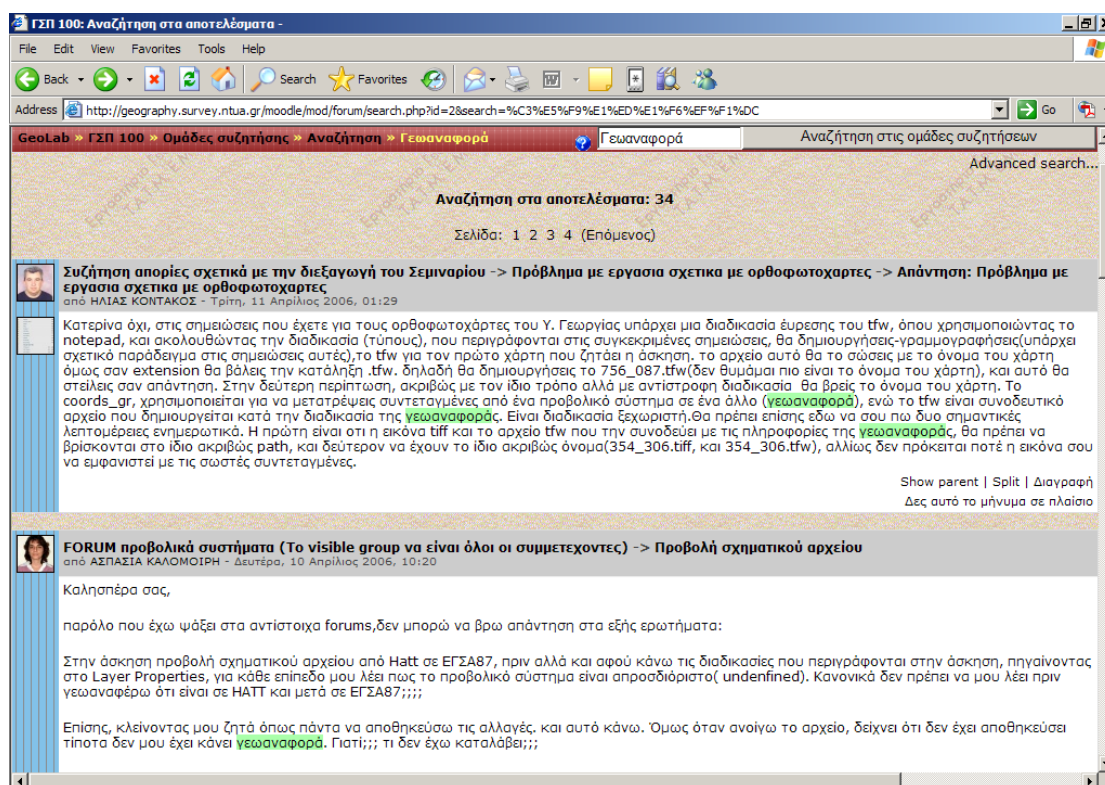 ΓΣΠ 100: Αναζήτηση στα αποτελέσματα -
File Edit View Favorites Tools Help
Back Search Favorites
Address http://geography.survey.ntua.gr/moodle/mod/forum/search.php?id=2&search=%C3%E5%F9%E1%ED%E1%F6%EF%F1%DC Go
GeoLab » ΓΣΠ 100 » Ομάδες συζήτησης » Αναζήτηση » Γεωαναφορά Γεωαναφορά Αναζήτηση στις ομάδες συζητήσεων
Advanced search...
Αναζήτηση στα αποτελέσματα: 34
Σελίδα: 1 2 3 4 (Επόμενος)
Συζήτηση απορίες σχετικά με την διεξαγωγή του Σεμιναρίου -> Πρόβλημα με εργασια σχετικα με ορθοφωτοχαρτες -> Απάντηση: Πρόβλημα με
εργασια σχετικα με ορθοφωτοχαρτες
από ΗΛΙΑΣ ΚΟΝΤΑΚΟΣ - Τρίτη, 11 Απρίλιος 2006, 01:29
Κατερίνα όχι, στις σημειώσεις που έχετε για τους ορθοφωτοχάρτες του Υ. Γεωργίας υπάρχει μια διαδικασία έυρεσης του tfw, όπου χρησιμοποιώντας το
notepad, και ακολουθώντας την διαδικασία (τύπους), που περιγράφονται στις συγκεκριμένες σημειώσεις, θα δημιουργήσεις-γραμμογραφήσεις(υπάρχει
σχετικό παράδειγμα στις σημειώσεις αυτές),το tfw για τον πρώτο χάρτη που ζητάει η άσκηση. το αρχείο αυτό θα το σώσεις με το όνομα του χάρτη
όμως σαν extension θα βάλεις την κατάληξη .tfw. δηλαδή θα δημιουργήσεις το 756_087.tfw(δεν θυμάμαι πιο είναι το όνομα του χάρτη), και αυτό θα
στείλεις σαν απάντηση. Στην δεύτερη περίπτωση, ακριβώς με τον ίδιο τρόπο αλλά με αντίστροφη διαδικασία θα βρείς το όνομα του χάρτη. Το
coords_gr, χρησιμοποιείται για να μετατρέψεις συντεταγμένες από ένα προβολικό σύστημα σε ένα άλλο (γεωαναφορά), ενώ το tfw είναι συνοδευτικό
αρχείο που δημιουργείται κατά την διαδικασία της γεωαναφοράς. Είναι διαδικασία ξεχωριστή.Θα πρέπει επίσης εδω να σου πω δυο σημαντικές
λεπτομέρειες ενημερωτικά. Η πρώτη είναι οτι η εικόνα tiff και το αρχείο tfw που την συνοδεύει με τις πληροφορίες της γεωαναφοράς, θα πρέπει να
βρίσκονται στο ίδιο ακριβώς path, και δεύτερον να έχουν το ίδιο ακριβώς όνομα(354_306.tiff, και 354_306.tfw), αλλίως δεν πρόκειται ποτέ η εικόνα σου
να εμφανιστεί με τις σωστές συντεταγμένες.
Show parent | Split | Διαγραφή
Δες αυτό το μήνυμα σε πλαίσιο
FORUM προβολικά συστήματα (Το visible group να είναι όλοι οι συμμετεχοντες) -> Προβολή σχηματικού αρχείου
από ΑΣΠΑΣΙΑ ΚΑΛΟΜΟΙΡΗ - Δευτέρα, 10 Απρίλιος 2006, 10:20
Καλησπέρα σας,
παρόλο που έχω ψάξει στα αντίστοιχα forums,δεν μπορώ να βρω απάντηση στα εξής ερωτήματα:
Στην άσκηση προβολή σχηματικού αρχείου από Hatt σε ΕΓΣΑ87, πριν αλλά και αφού κάνω τις διαδικασίες που περιγράφονται στην άσκηση, πηγαίνοντας
στο Layer Properties, για κάθε επίπεδο μου λέει πως το προβολικό σύστημα είναι απροσδιόριστο( undenfined). Κανονικά δεν πρέπει να μου λέει πριν
γεωαναφέρω ότι είναι σε HATT και μετά σε ΕΓΣΑ87;;;;
Επίσης, κλείνοντας μου ζητά όπως πάντα να αποθηκεύσω τις αλλαγές. και αυτό κάνω. Όμως όταν ανοίγω το αρχείο, δείχνει ότι δεν έχει αποθηκεύσει
τίποτα δεν μου έχει κάνει γεωαναφορά. Γιατί;;; τι δεν έχω καταλάβει;;;